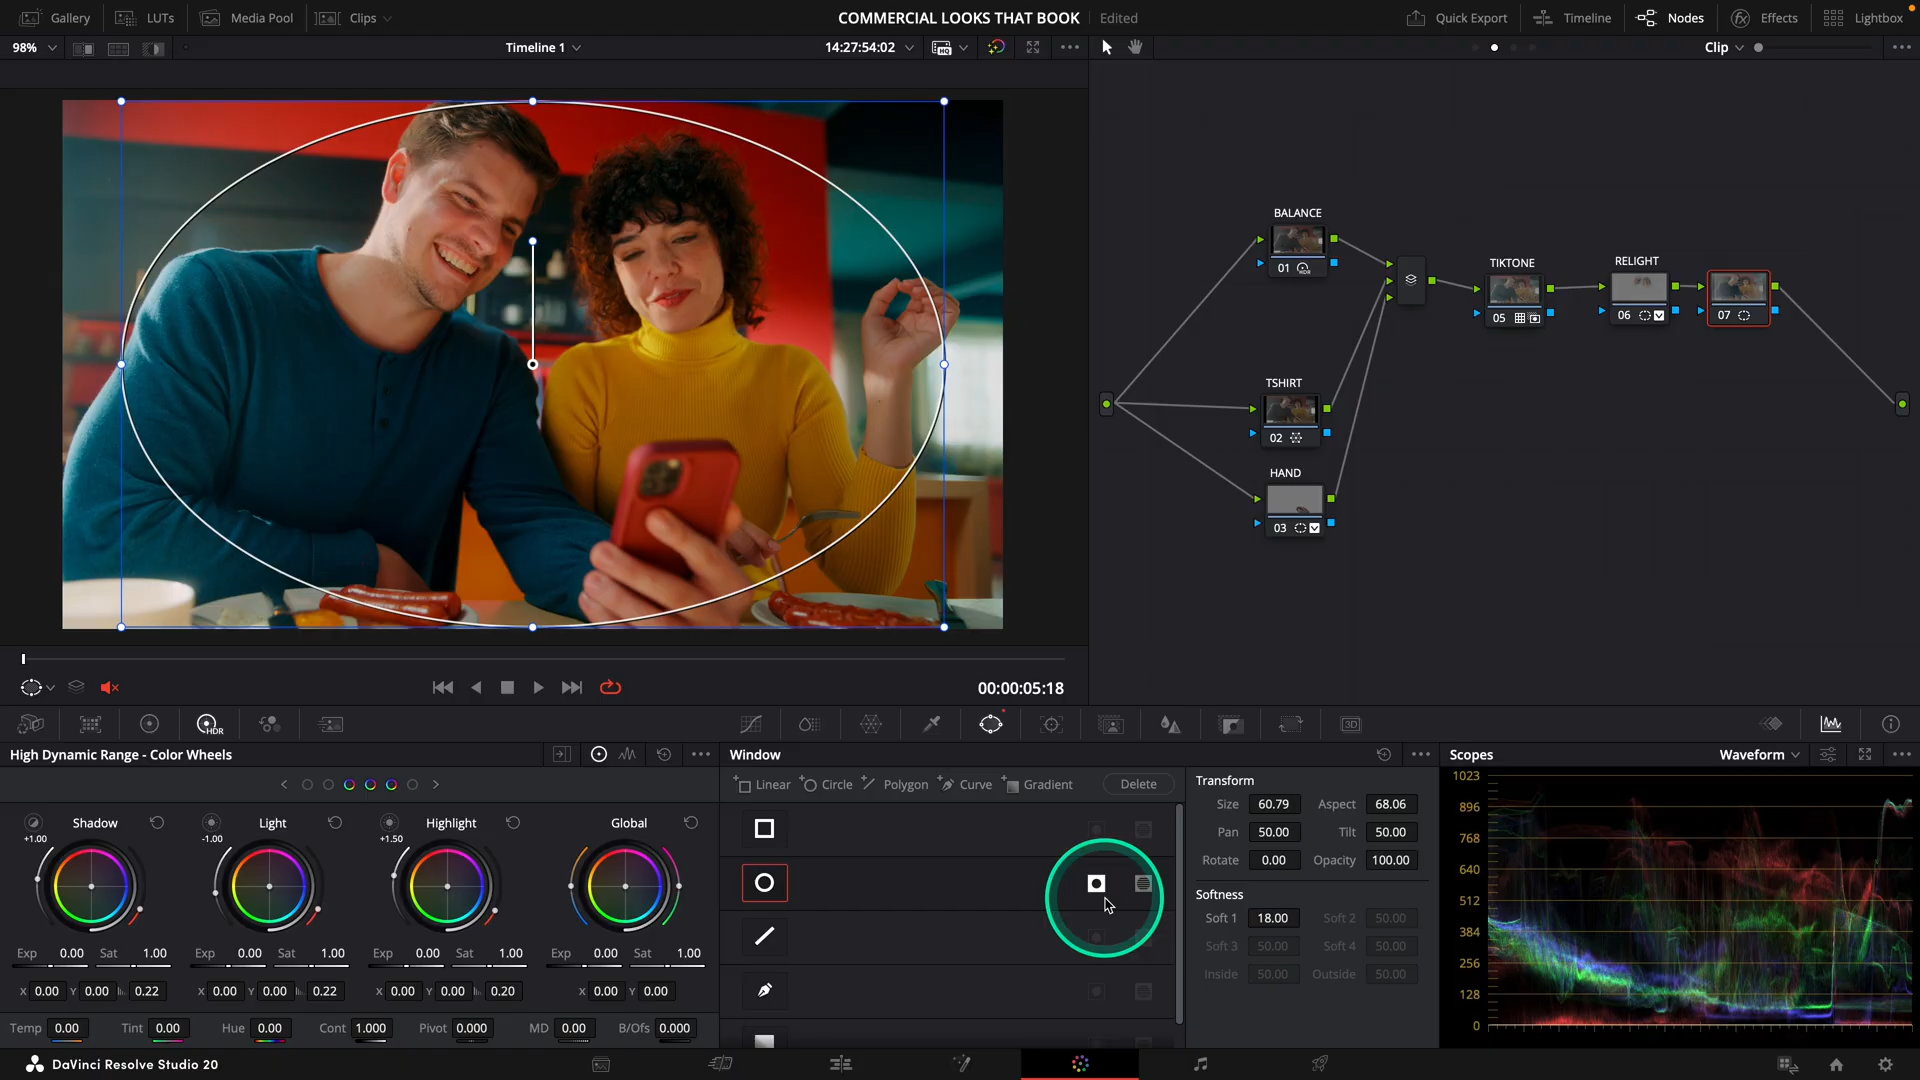 Gallery LUTs Media Pool Clips COMMERCIAL LOOKS THAT BOOK Edited Quick Export Timeline Nodes Effects Lightbox
98% Timeline 1 14:27:54:02 HQ Clip
BALANCE
01 HDR
TIKTONE
05
RELIGHT
06
07
TSHIRT
02
HAND
03
00:00:05:18
HDR 3D
High Dynamic Range - Color Wheels Window Scopes Waveform
Linear Circle Polygon Curve Gradient Delete
Shadow Light Highlight Global
+1.00 -1.00 +1.50
Exp 0.00 Sat 1.00 Exp 0.00 Sat 1.00 Exp 0.00 Sat 1.00 Exp 0.00 Sat 1.00
X 0.00 Y 0.00 0.22 X 0.00 Y 0.00 0.22 X 0.00 Y 0.00 0.20 X 0.00 Y 0.00
Temp 0.00 Tint 0.00 Hue 0.00 Cont 1.000 Pivot 0.000 MD 0.00 B/Ofs 0.000
Transform
Size 60.79 Aspect 68.06
Pan 50.00 Tilt 50.00
Rotate 0.00 Opacity 100.00
Softness
Soft 1 18.00 Soft 2 50.00
Soft 3 50.00 Soft 4 50.00
Inside 50.00 Outside 50.00
1023
896
768
640
512
384
256
128
0
DaVinci Resolve Studio 20